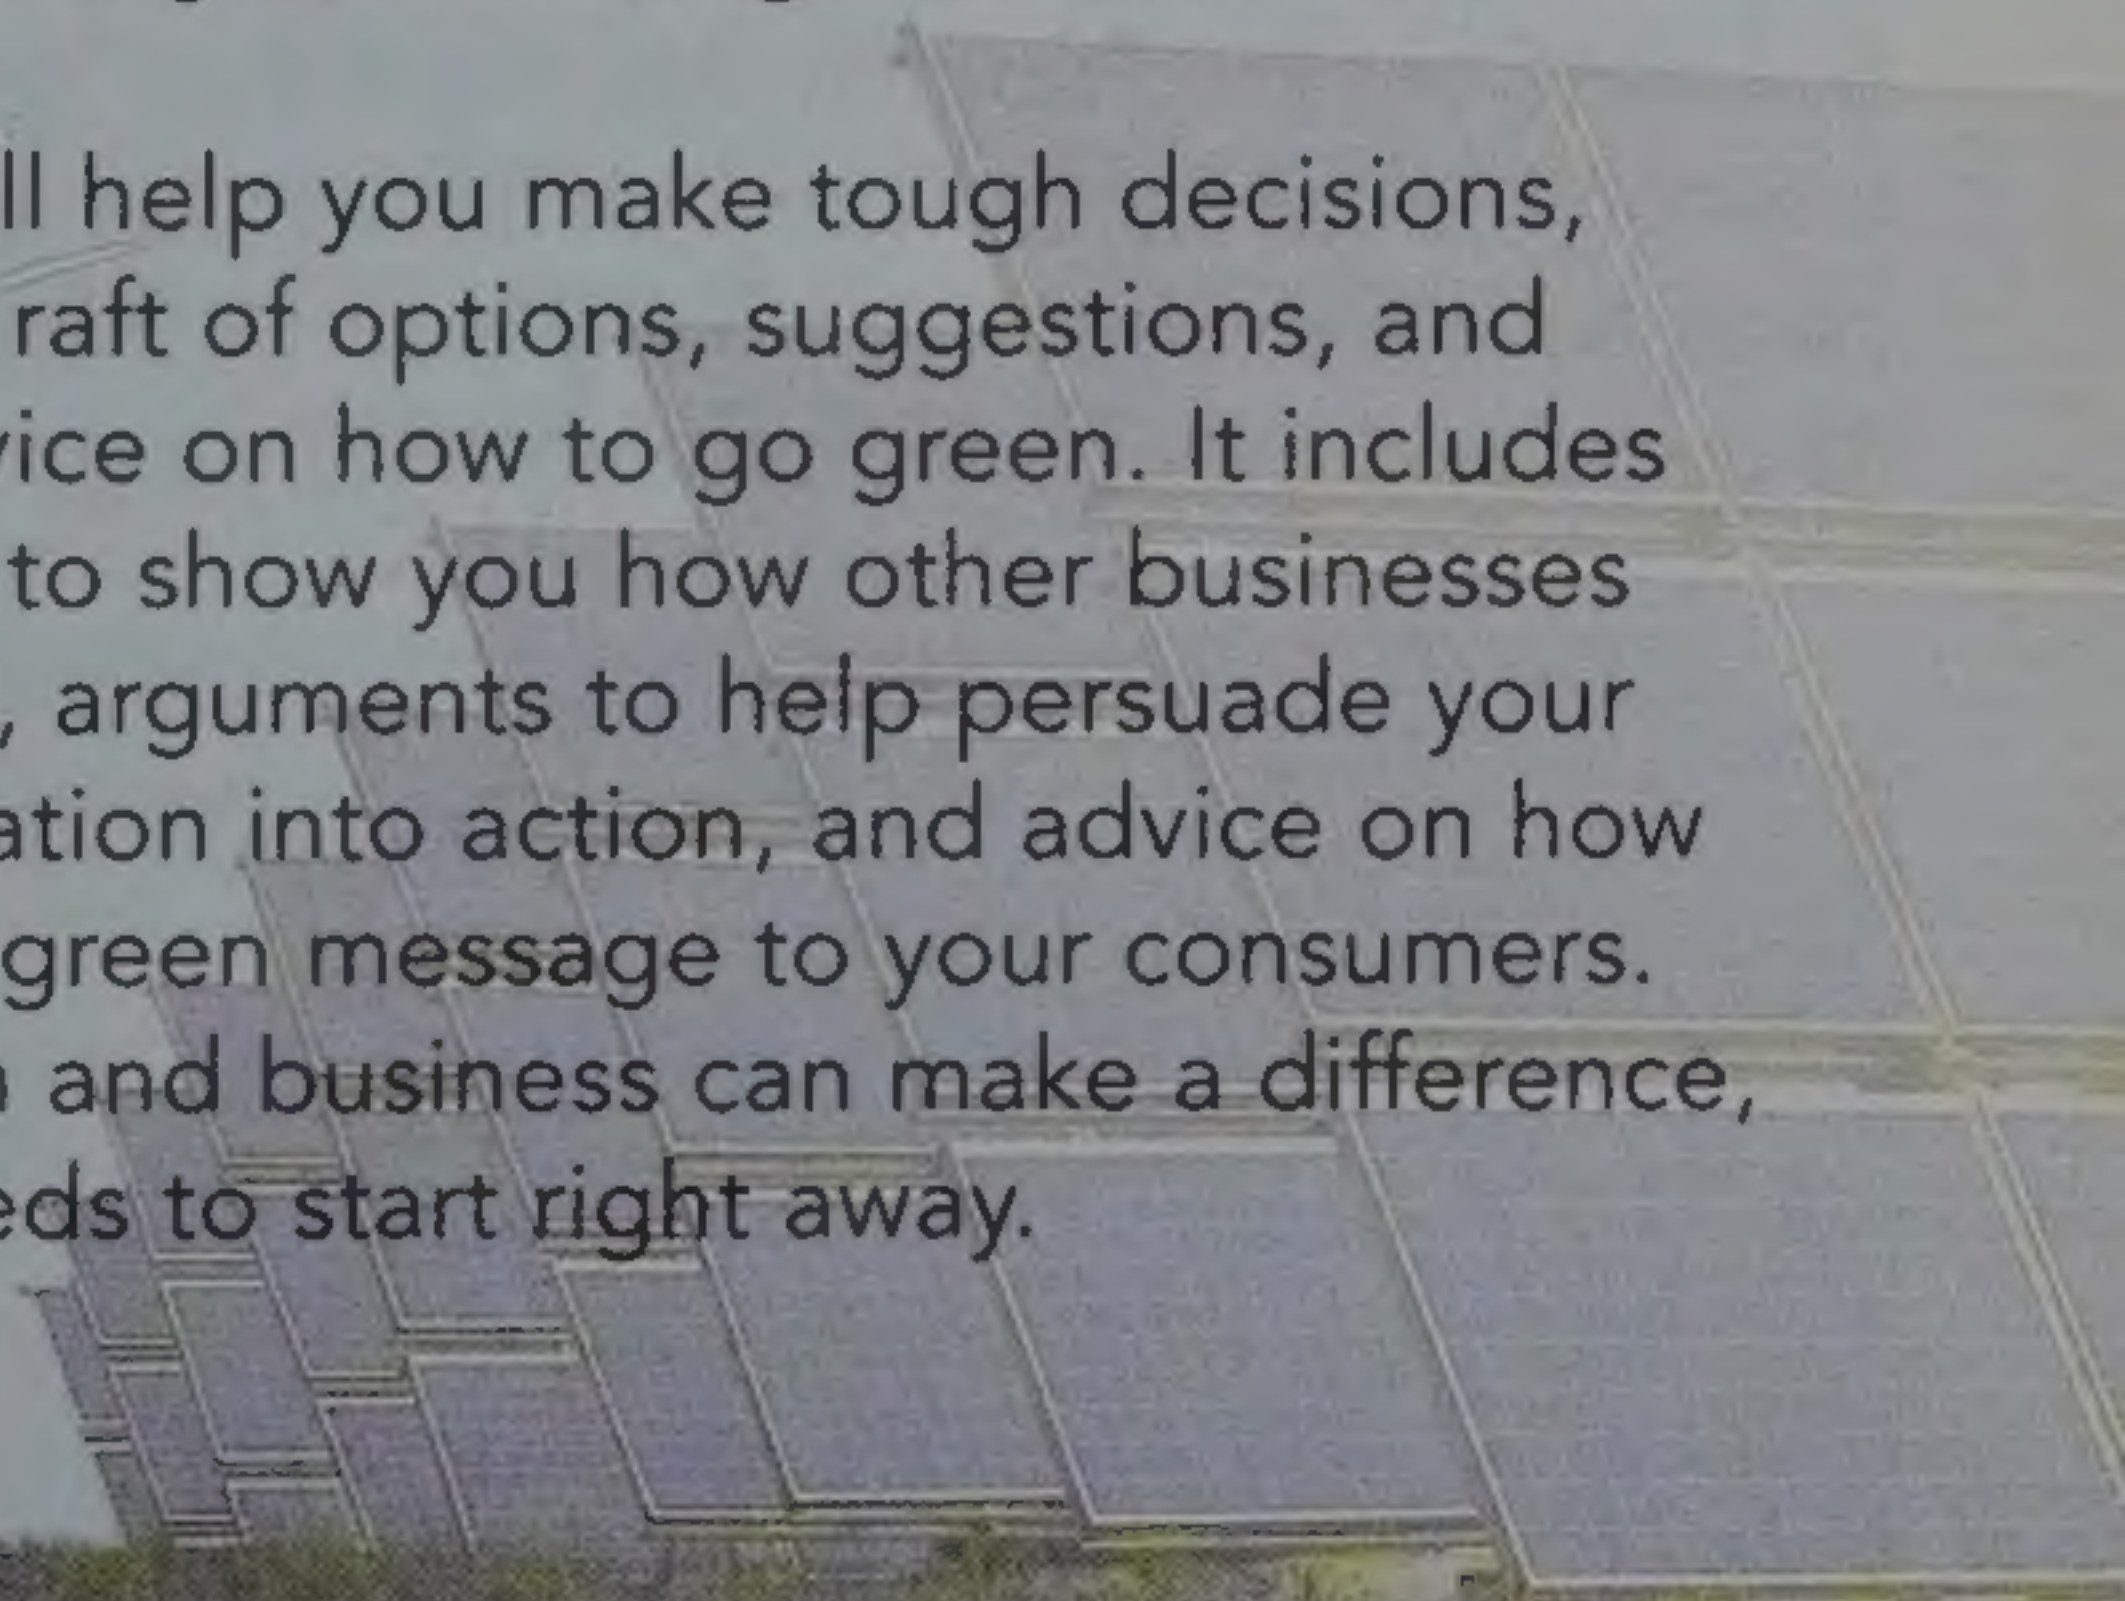 ll help you make tough decisions,
raft of options, suggestions, and
vice on how to go green. It includes
to show you how other businesses
, arguments to help persuade your
ation into action, and advice on how
green message to your consumers.
and business can make a difference,
eds to start right away.